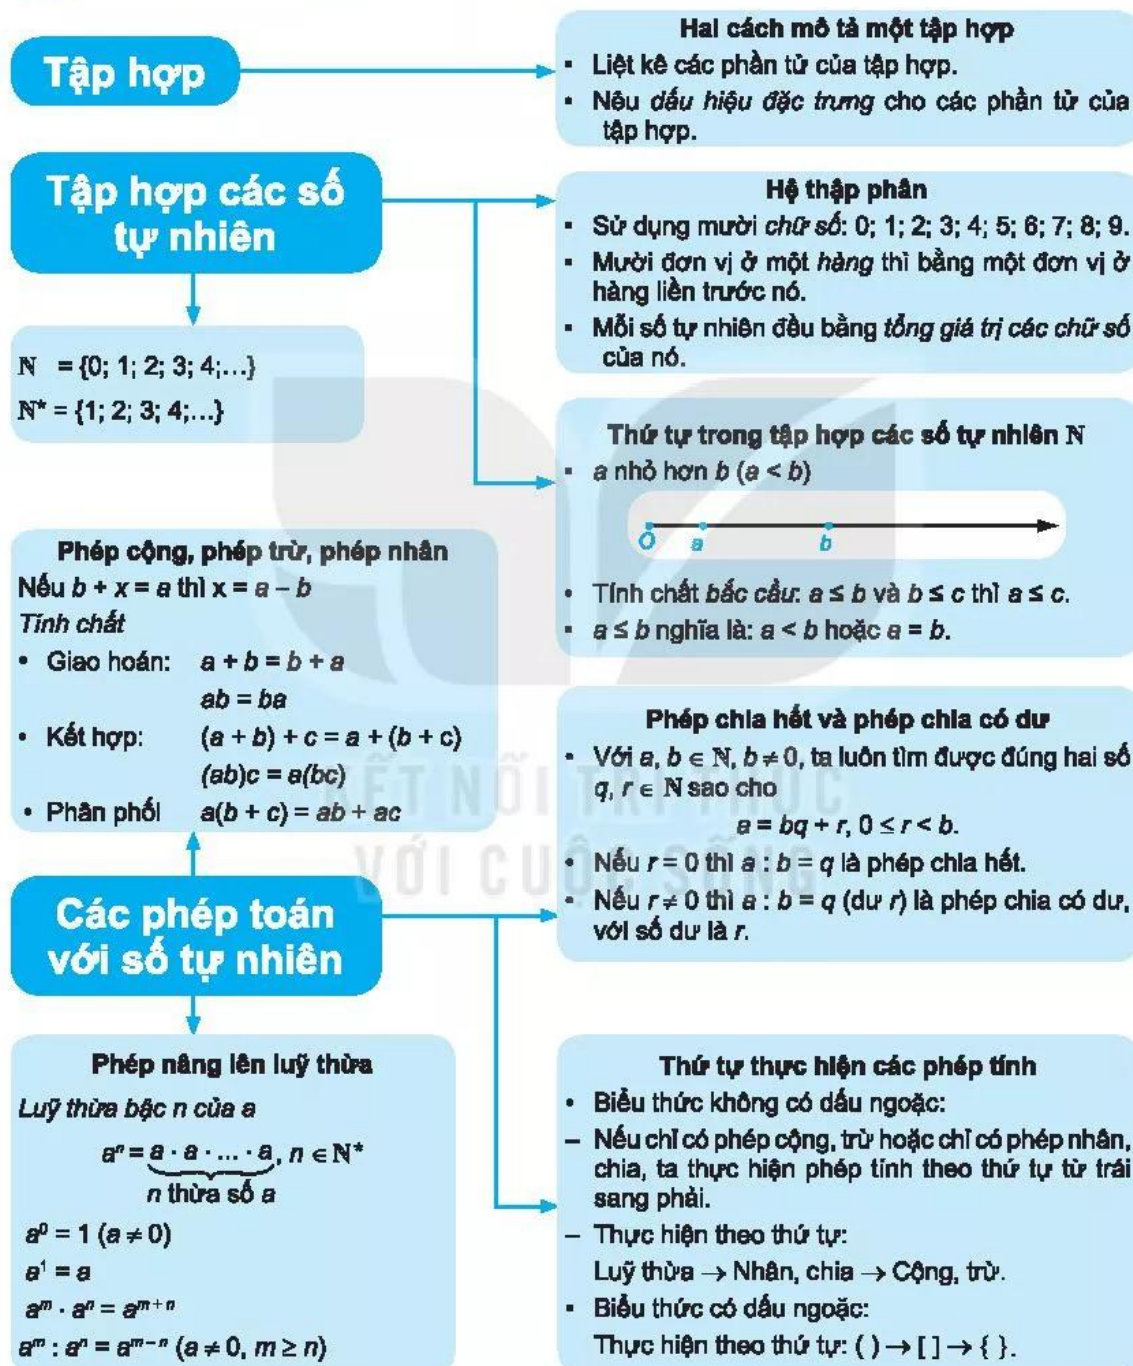 Tập hợp
Hai cách mô tả một tập hợp
▪ Liệt kê các phần tử của tập hợp.
▪ Nêu dấu hiệu đặc trưng cho các phần tử của
tập hợp.
Tập hợp các số
tự nhiên
N = {0; 1; 2; 3; 4;...}
N* = {1; 2; 3; 4;...}
Hệ thập phân
▪ Sử dụng mười chữ số: 0; 1; 2; 3; 4; 5; 6; 7; 8; 9.
▪ Mười đơn vị ở một hàng thì bằng một đơn vị ở
hàng liền trước nó.
▪ Mỗi số tự nhiên đều bằng tổng giá trị các chữ số
của nó.
Thứ tự trong tập hợp các số tự nhiên N
▪ a nhỏ hơn b (a < b)
O a b
• Tính chất bắc cầu: a ≤ b và b ≤ c thì a ≤ c.
▪ a ≤ b nghĩa là: a < b hoặc a = b.
Phép cộng, phép trừ, phép nhân
Nếu b + x = a thì x = a – b
Tính chất
• Giao hoán: a + b = b + a
ab = ba
• Kết hợp: (a + b) + c = a + (b + c)
(ab)c = a(bc)
• Phân phối a(b + c) = ab + ac
KẾT NỐI TRI THỨC
VỚI CUỘC SỐNG
Các phép toán
với số tự nhiên
Phép chia hết và phép chia có dư
• Với a, b ∈ N, b ≠ 0, ta luôn tìm được đúng hai số
q, r ∈ N sao cho
a = bq + r, 0 ≤ r < b.
• Nếu r = 0 thì a : b = q là phép chia hết.
• Nếu r ≠ 0 thì a : b = q (dư r) là phép chia có dư,
với số dư là r.
Phép nâng lên luỹ thừa
Luỹ thừa bậc n của a
aⁿ = a · a · ... · a, n ∈ N*
n thừa số a
a⁰ = 1 (a ≠ 0)
a¹ = a
aᵐ · aⁿ = aᵐ⁺ⁿ
aᵐ : aⁿ = aᵐ⁻ⁿ (a ≠ 0, m ≥ n)
Thứ tự thực hiện các phép tính
• Biểu thức không có dấu ngoặc:
– Nếu chỉ có phép cộng, trừ hoặc chỉ có phép nhân,
chia, ta thực hiện phép tính theo thứ tự từ trái
sang phải.
– Thực hiện theo thứ tự:
Luỹ thừa → Nhân, chia → Cộng, trừ.
▪ Biểu thức có dấu ngoặc:
Thực hiện theo thứ tự: ( ) → [ ] → { }.